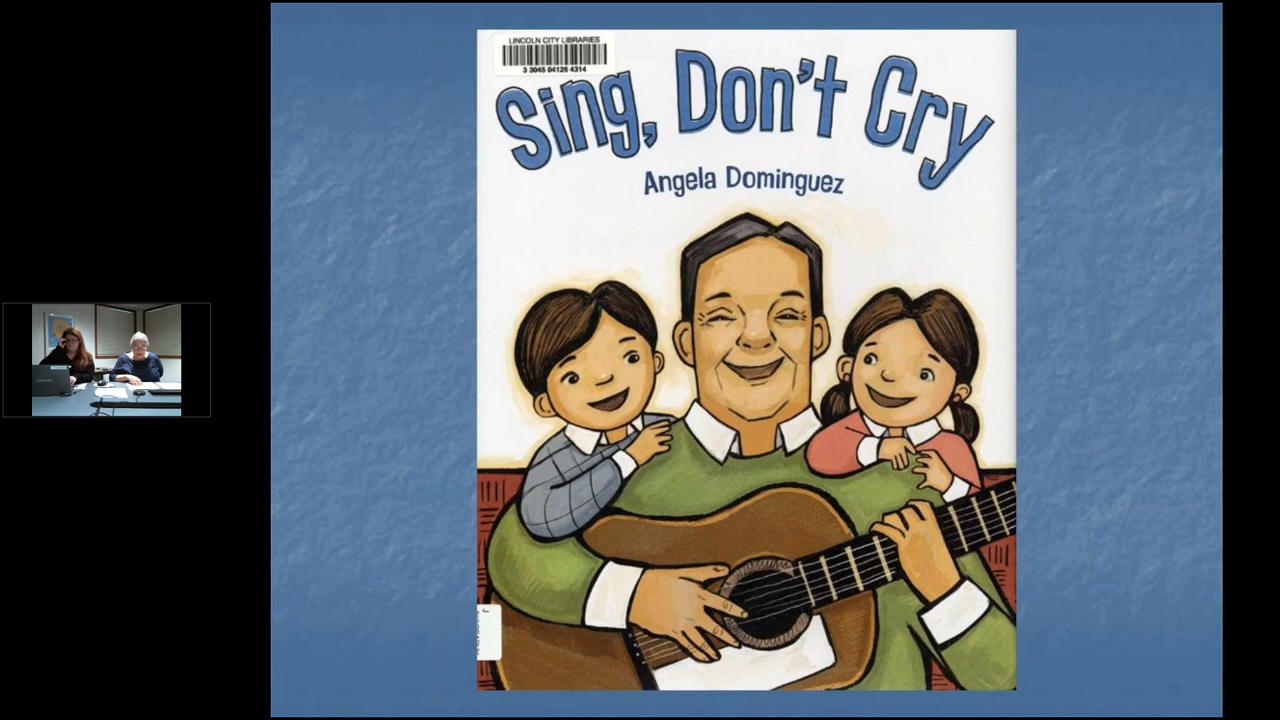 LINCOLN CITY LIBRARIES
3 3045 04126 4314
Sing, Don't Cry
Angela Dominguez
J